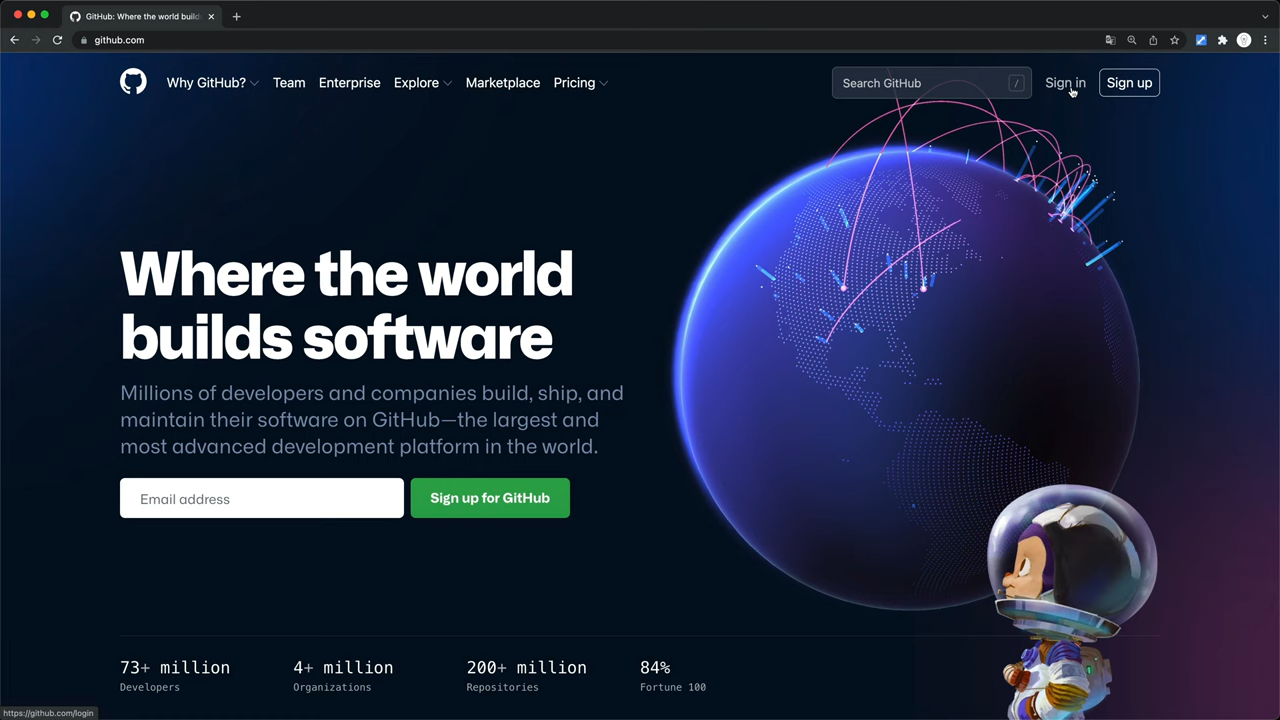 GitHub: Where the world build
github.com
Why GitHub? Team Enterprise Explore Marketplace Pricing
Search GitHub /
Sign in
Sign up
Where the world
builds software
Millions of developers and companies build, ship, and
maintain their software on GitHub—the largest and
most advanced development platform in the world.
Email address
Sign up for GitHub
73+ million
Developers
4+ million
Organizations
200+ million
Repositories
84%
Fortune 100
https://github.com/login